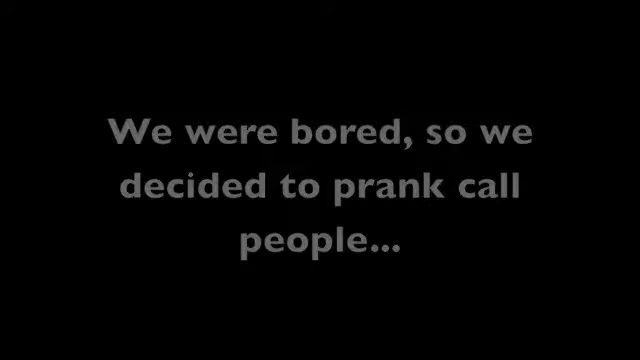 We were bored, so we
decided to prank call
people...